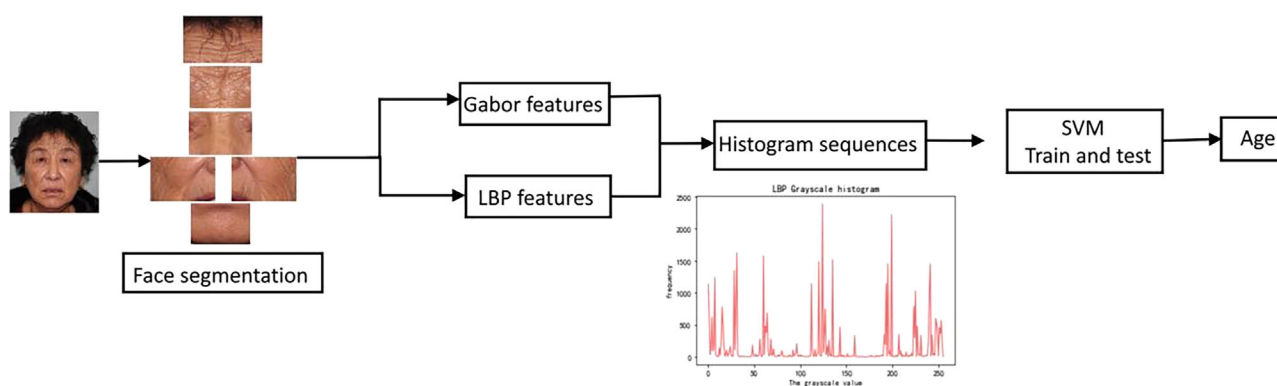 Face segmentation
Gabor features
LBP features
Histogram sequences
LBP Grayscale histogram
2500
2000
1500
1000
500
0
frequency
0 50 100 150 200 250
The grayscale value
SVM
Train and test
Age